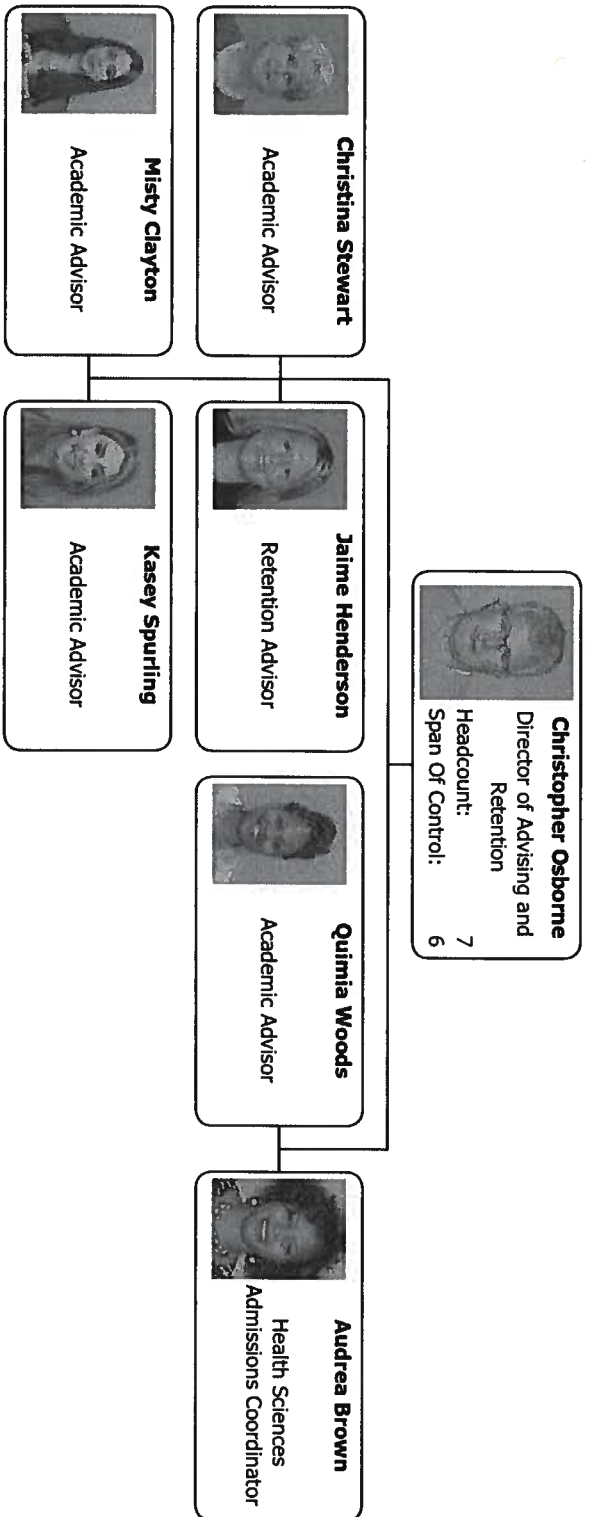 Christopher Osborne
Director of Advising and
Retention
Headcount: 7
Span Of Control: 6
Christina Stewart
Academic Advisor
Jaime Henderson
Retention Advisor
Quimia Woods
Academic Advisor
Audrea Brown
Health Sciences
Admissions Coordinator
Misty Clayton
Academic Advisor
Kasey Spurling
Academic Advisor